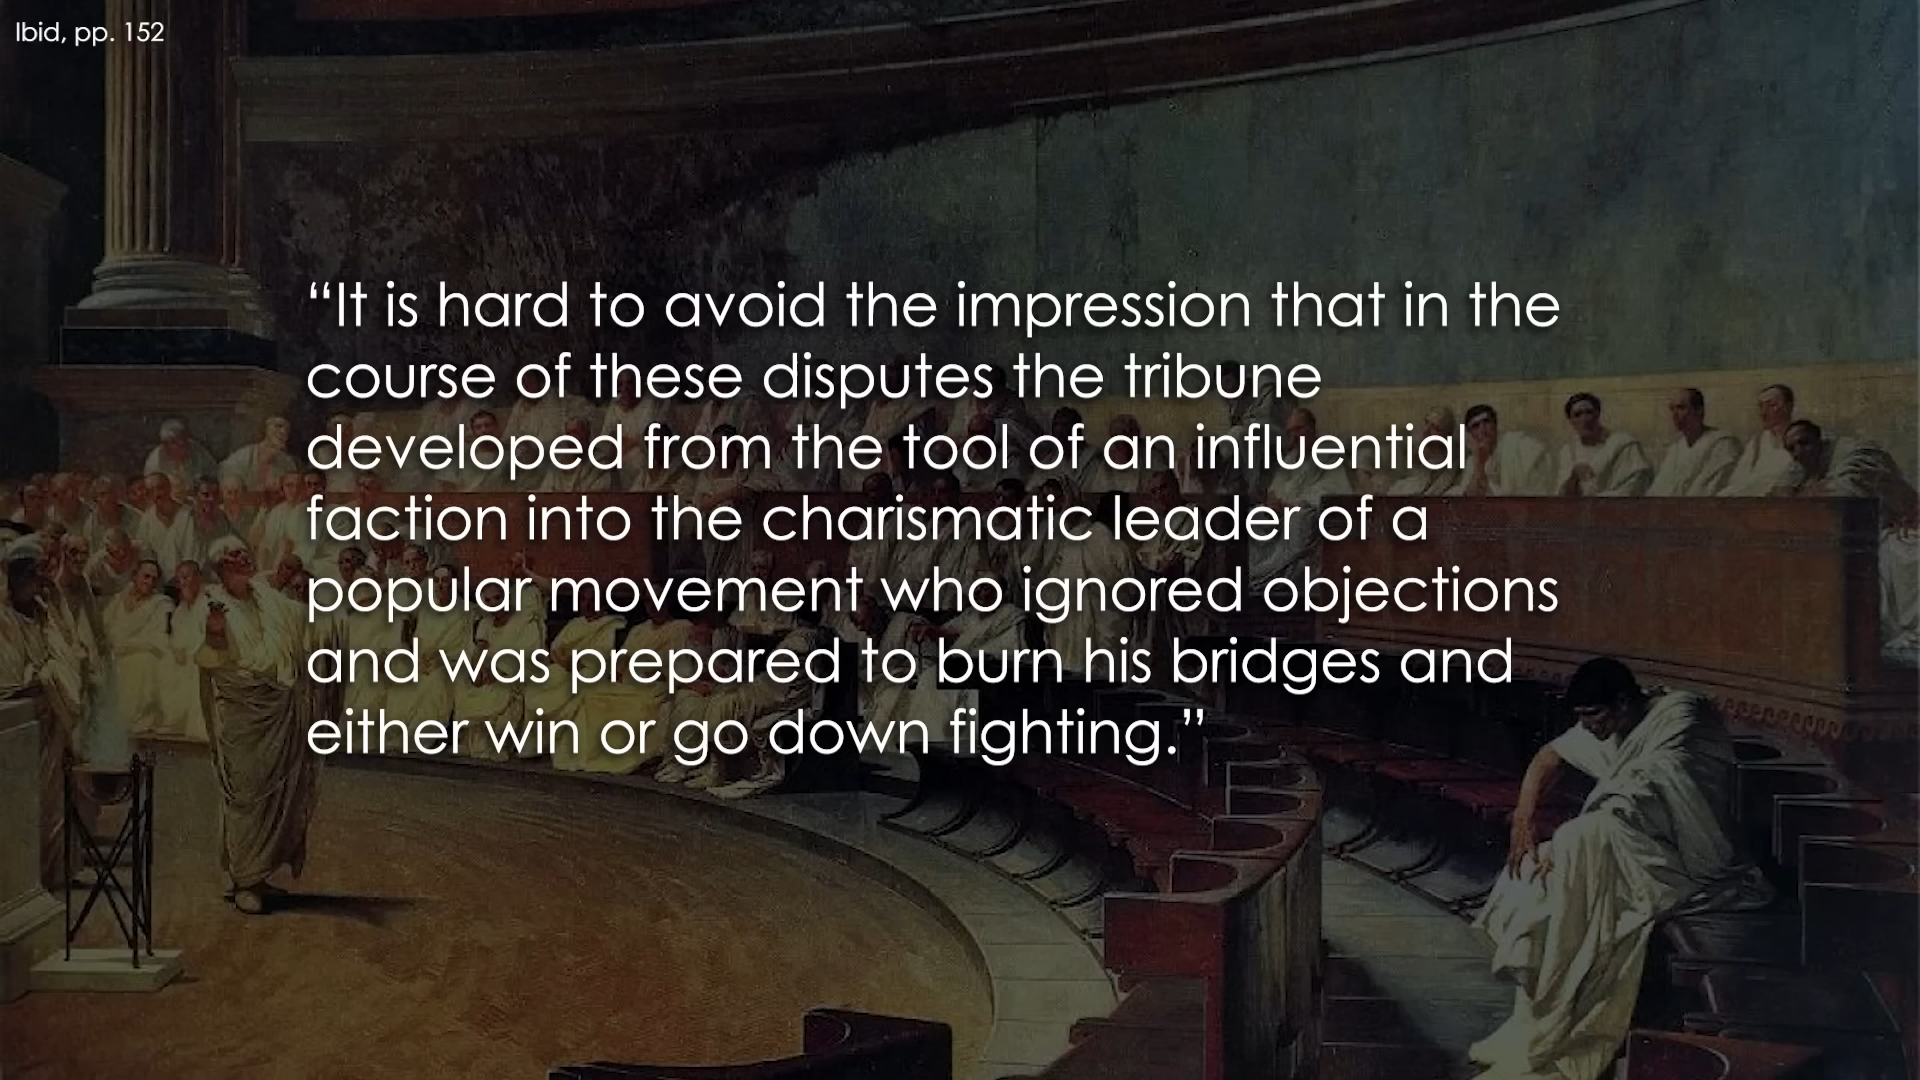 Ibid, pp. 152
“It is hard to avoid the impression that in the
course of these disputes the tribune
developed from the tool of an influential
faction into the charismatic leader of a
popular movement who ignored objections
and was prepared to burn his bridges and
either win or go down fighting.”